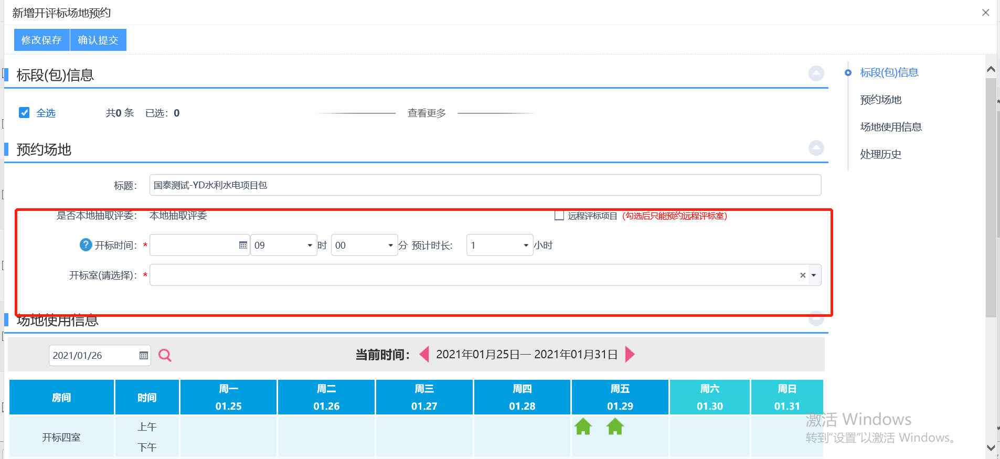 新增开评标场地预约
修改保存 确认提交
标段(包)信息
全选 共0 条 已选：0 查看更多
预约场地
标题： 国泰测试-YD水利水电项目包
是否本地抽取评委： 本地抽取评委 远程评标项目 (勾选后只能预约远程评标室)
开标时间： * 09 时 00 分 预计时长: 1 小时
开标室(请选择)： *
场地使用信息
2021/01/26 当前时间： 2021年01月25日— 2021年01月31日
房间 时间 周一 周二 周三 周四 周五 周六 周日
01.25 01.26 01.27 01.28 01.29 01.30 01.31
开标四室 上午
下午
标段(包)信息
预约场地
场地使用信息
处理历史
激活 Windows
转到“设置”以激活 Windows。